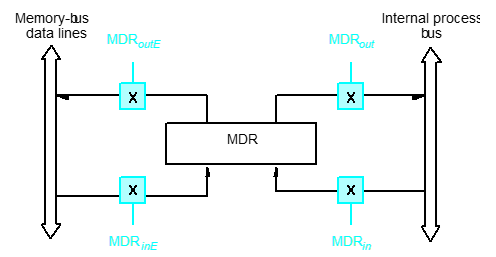 Memory-bus
data lines
Internal process
bus
MDRoutE
MDRout
X
X
MDR
X
X
MDRinE
MDRin